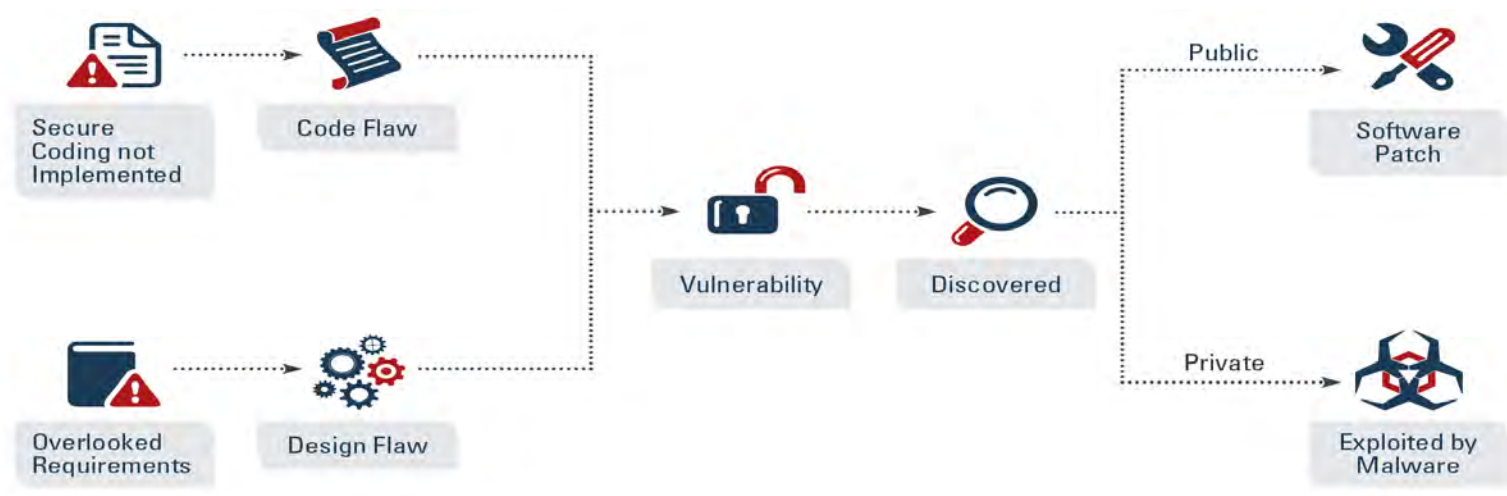 Secure
Coding not
Implemented
Code Flaw
Vulnerability
Discovered
Public
Software
Patch
Overlooked
Requirements
Design Flaw
Private
Exploited by
Malware